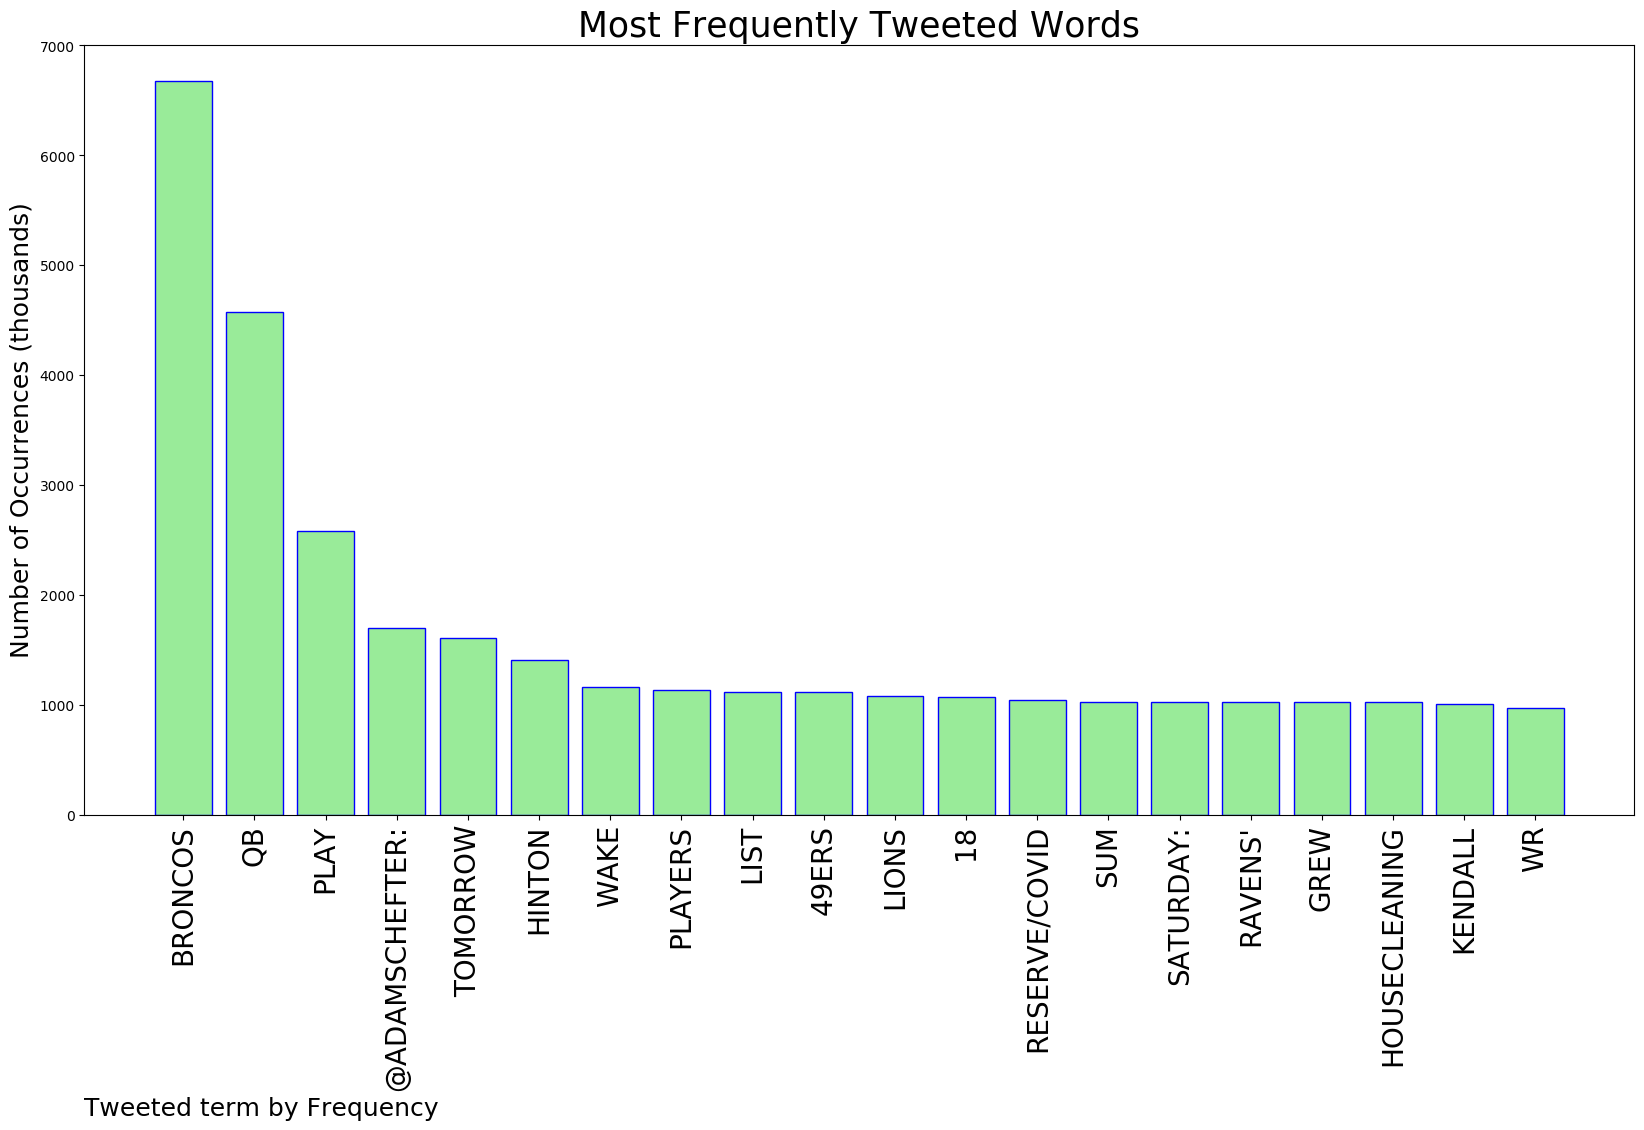 Most Frequently Tweeted Words
Number of Occurrences (thousands)
7000
6000
5000
4000
3000
2000
1000
0
BRONCOS
QB
PLAY
@ADAMSCHEFTER:
TOMORROW
HINTON
WAKE
PLAYERS
LIST
49ERS
LIONS
18
RESERVE/COVID
SUM
SATURDAY:
RAVENS'
GREW
HOUSECLEANING
KENDALL
WR
Tweeted term by Frequency